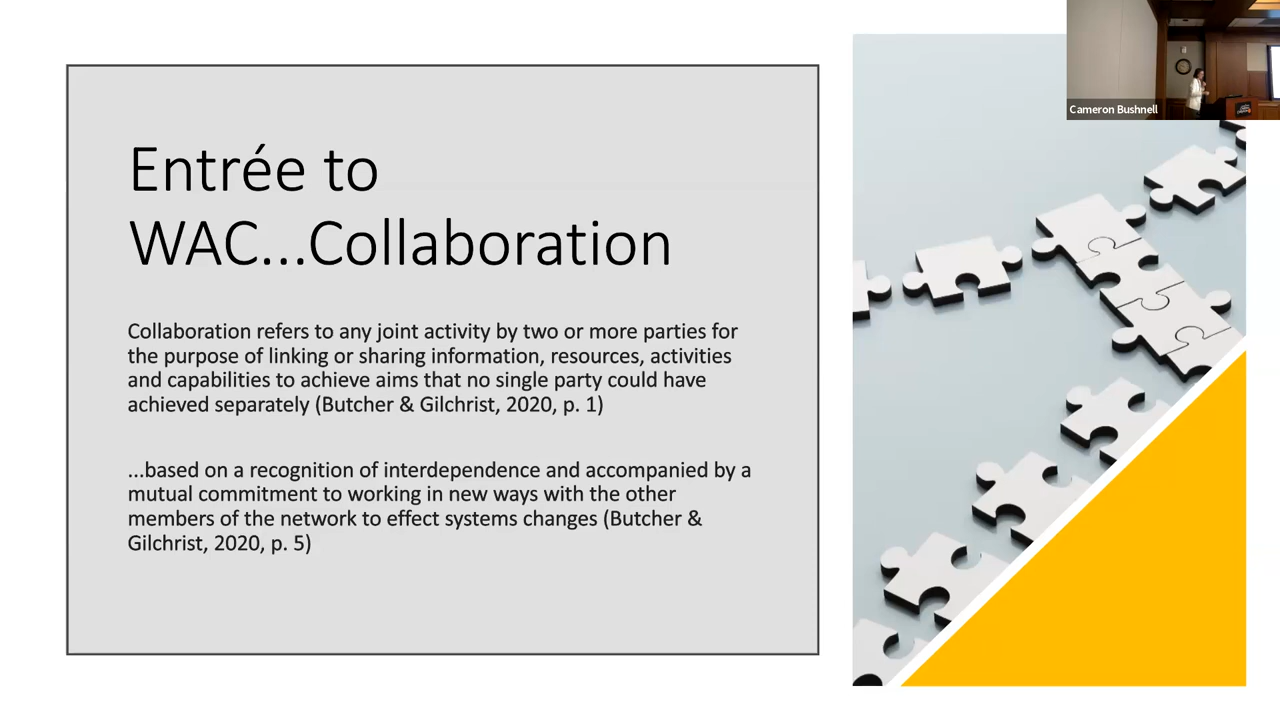 Entrée to
WAC...Collaboration
Collaboration refers to any joint activity by two or more parties for
the purpose of linking or sharing information, resources, activities
and capabilities to achieve aims that no single party could have
achieved separately (Butcher & Gilchrist, 2020, p. 1)
...based on a recognition of interdependence and accompanied by a
mutual commitment to working in new ways with the other
members of the network to effect systems changes (Butcher &
Gilchrist, 2020, p. 5)
Cameron Bushnell